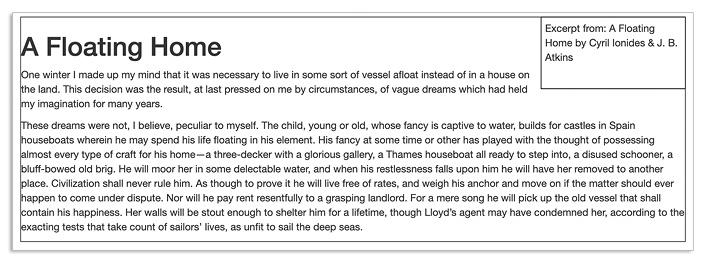 A Floating Home
Excerpt from: A Floating
Home by Cyril Ionides & J. B.
Atkins
One winter I made up my mind that it was necessary to live in some sort of vessel afloat instead of in a house on
the land. This decision was the result, at last pressed on me by circumstances, of vague dreams which had held
my imagination for many years.
These dreams were not, I believe, peculiar to myself. The child, young or old, whose fancy is captive to water, builds for castles in Spain
houseboats wherein he may spend his life floating in his element. His fancy at some time or other has played with the thought of possessing
almost every type of craft for his home—a three-decker with a glorious gallery, a Thames houseboat all ready to step into, a disused schooner, a
bluff-bowed old brig. He will moor her in some delectable water, and when his restlessness falls upon him he will have her removed to another
place. Civilization shall never rule him. As though to prove it he will live free of rates, and weigh his anchor and move on if the matter should ever
happen to come under dispute. Nor will he pay rent resentfully to a grasping landlord. For a mere song he will pick up the old vessel that shall
contain his happiness. Her walls will be stout enough to shelter him for a lifetime, though Lloyd's agent may have condemned her, according to the
exacting tests that take count of sailors' lives, as unfit to sail the deep seas.